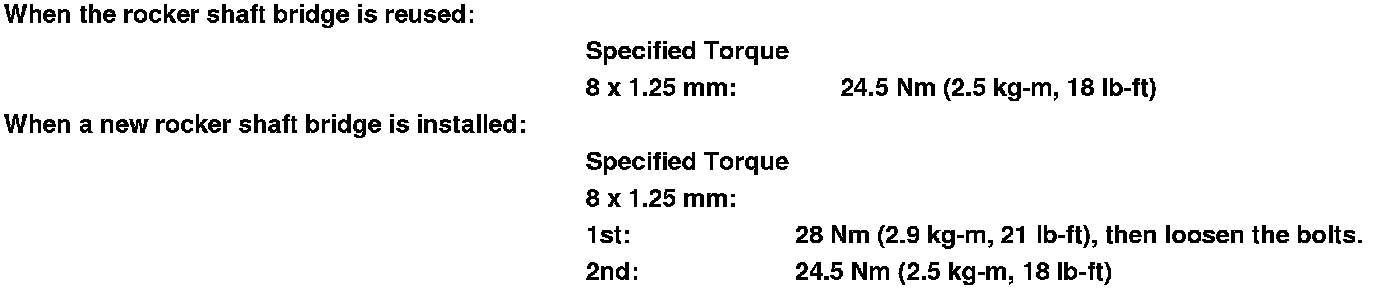 When the rocker shaft bridge is reused:
Specified Torque
8 x 1.25 mm: 24.5 Nm (2.5 kg-m, 18 lb-ft)
When a new rocker shaft bridge is installed:
Specified Torque
8 x 1.25 mm:
1st: 28 Nm (2.9 kg-m, 21 lb-ft), then loosen the bolts.
2nd: 24.5 Nm (2.5 kg-m, 18 lb-ft)